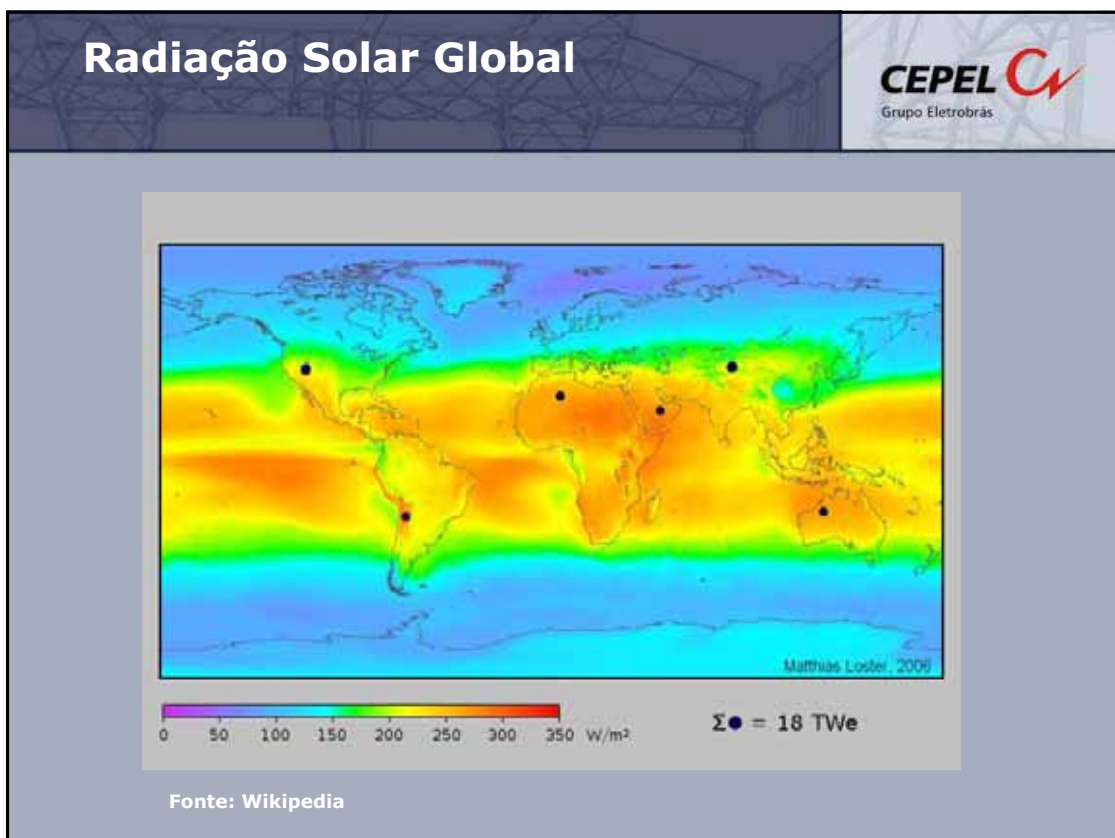 Radiação Solar Global
CEPEL
Grupo Eletrobrás
Matthias Loster, 2006
0 50 100 150 200 250 300 350 W/m²
Σ● = 18 TWe
Fonte: Wikipedia